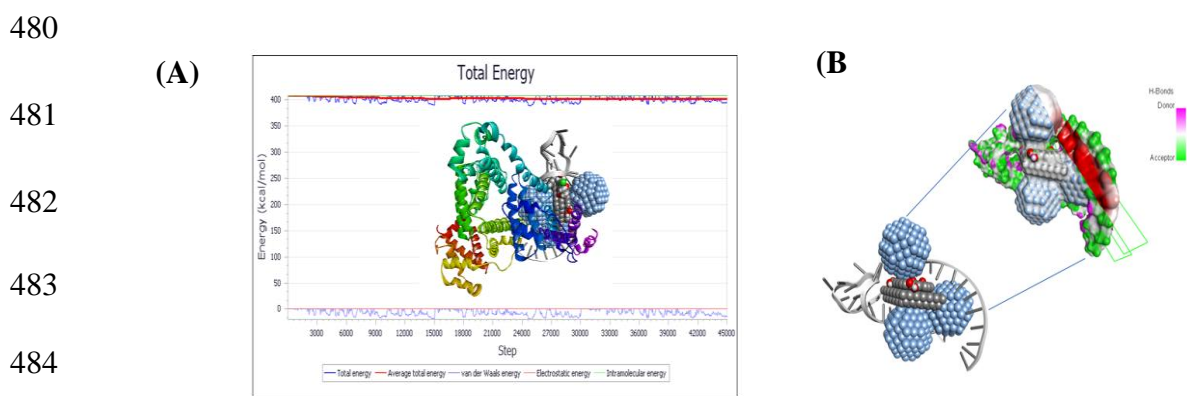 480
(A)
(B
Total Energy
H-Bonds
Donor
Acceptor
481
482
483
484
400
350
300
250
200
150
100
50
0
Energy (kcal/mol)
3000 6000 9000 12000 15000 18000 21000 24000 27000 30000 33000 36000 39000 42000 45000
Step
Total energy Average total energy van der Waals energy Electrostatic energy Intramolecular energy